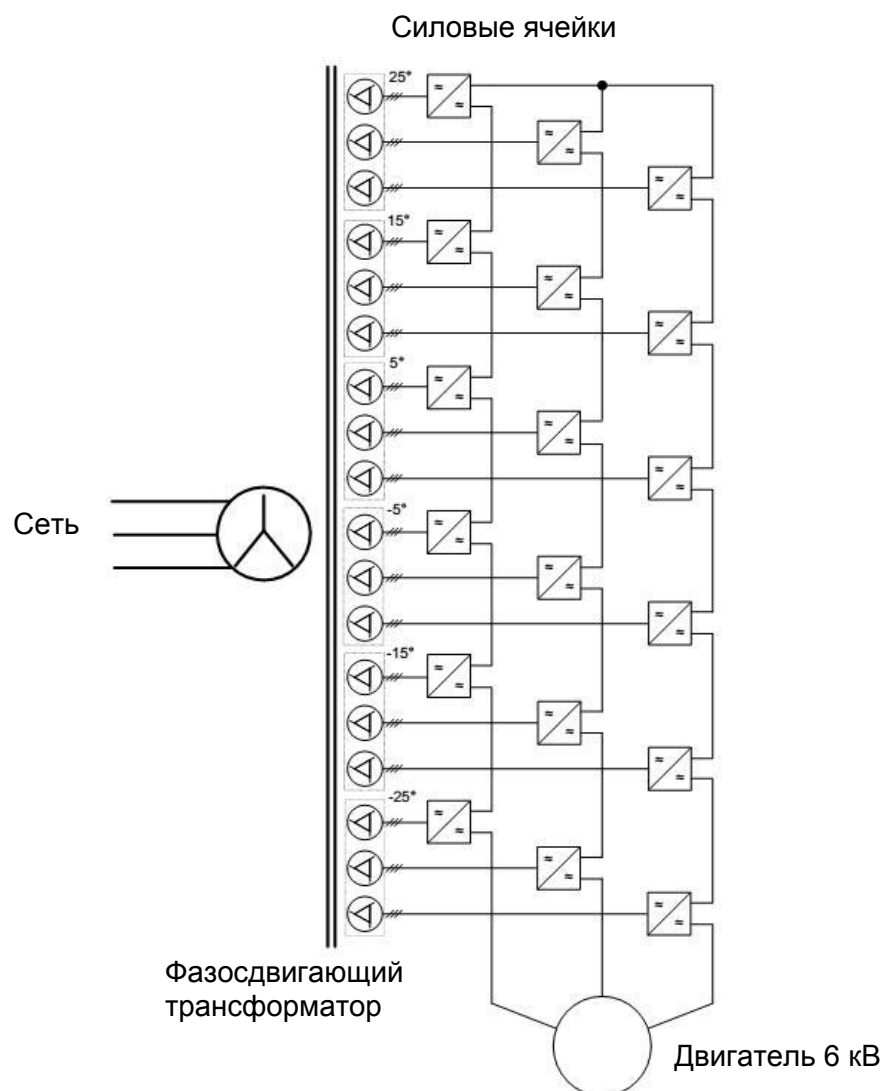 Силовые ячейки
25°
15°
5°
Сеть
-5°
-15°
-25°
Фазосдвигающий
трансформатор
Двигатель 6 кВ